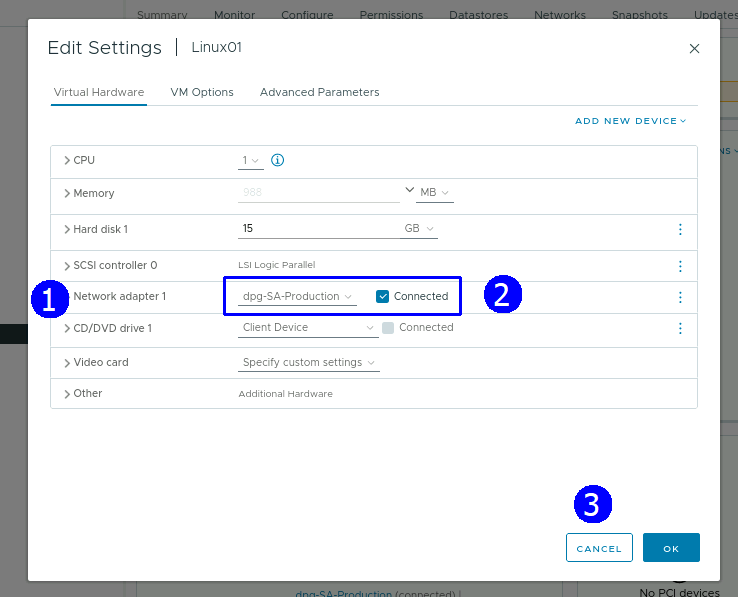 Summary Monitor Configure Permissions Datastores Networks Snapshots Updates
Edit Settings | Linux01
Virtual Hardware VM Options Advanced Parameters
ADD NEW DEVICE
NS
CPU 1
Memory 988 MB
Hard disk 1 15 GB
SCSI controller 0 LSI Logic Parallel
1 Network adapter 1 dpg-SA-Production Connected 2
CD/DVD drive 1 Client Device Connected
Video card Specify custom settings
Other Additional Hardware
3
CANCEL OK
dpg-SA-Production (connected) |
No PCI devices